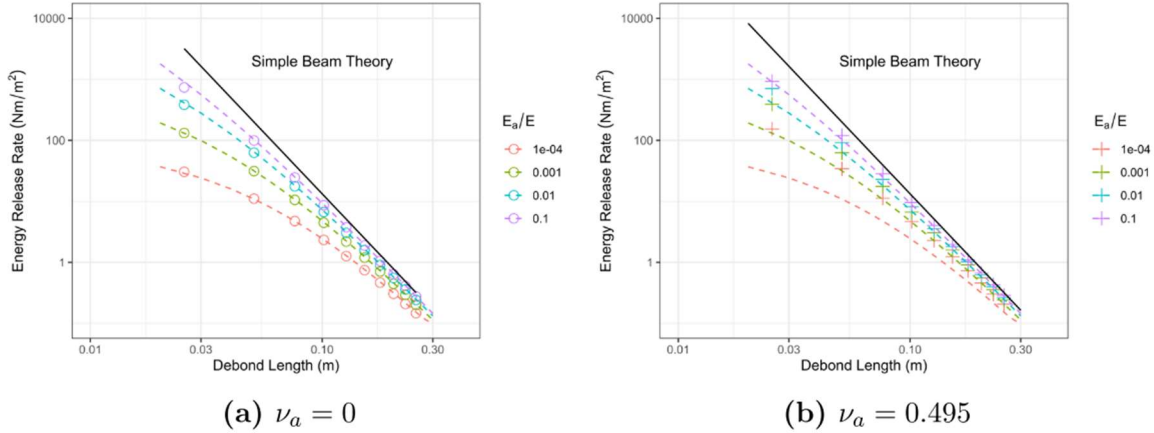 10000
100
1
Energy Release Rate (Nm/m²)
Simple Beam Theory
0.01
0.03
0.10
0.30
Debond Length (m)
Eₐ/E
1e-04
0.001
0.01
0.1
(a) νₐ = 0
10000
100
1
Energy Release Rate (Nm/m²)
Simple Beam Theory
0.01
0.03
0.10
0.30
Debond Length (m)
Eₐ/E
1e-04
0.001
0.01
0.1
(b) νₐ = 0.495